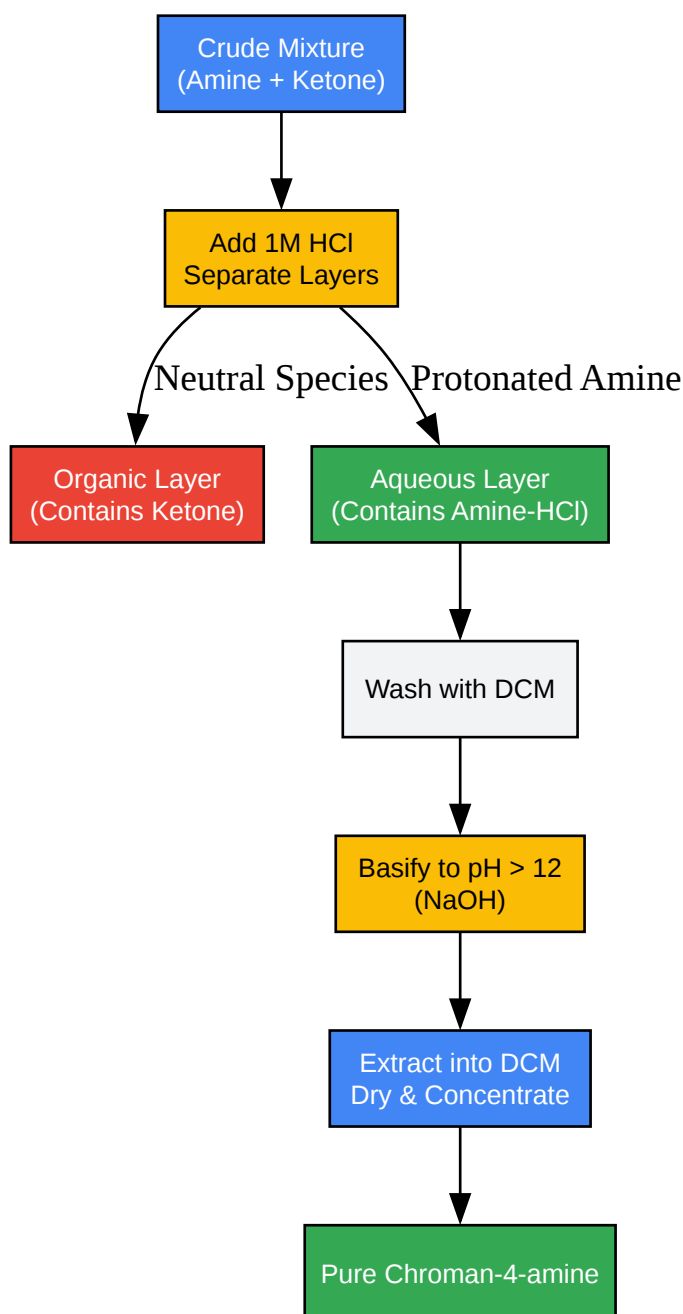 Crude Mixture
(Amine + Ketone)
Add 1M HCl
Separate Layers
Neutral Species
Protonated Amine
Organic Layer
(Contains Ketone)
Aqueous Layer
(Contains Amine-HCl)
Wash with DCM
Basify to pH > 12
(NaOH)
Extract into DCM
Dry & Concentrate
Pure Chroman-4-amine